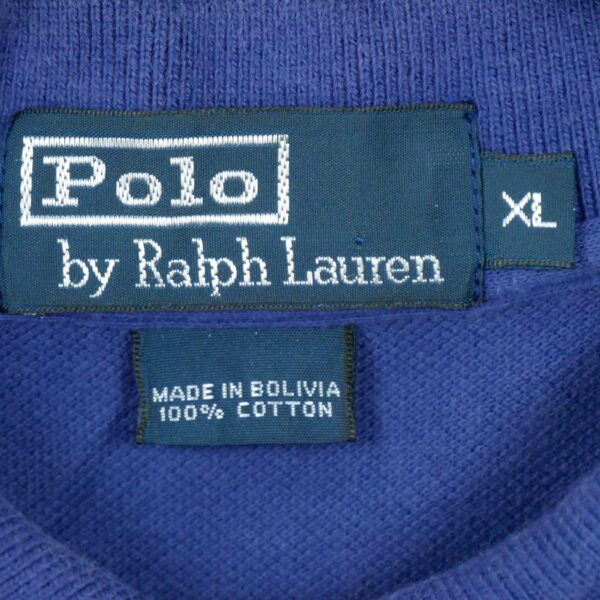 Polo
by Ralph Lauren
XL
MADE IN BOLIVIA
100% COTTON